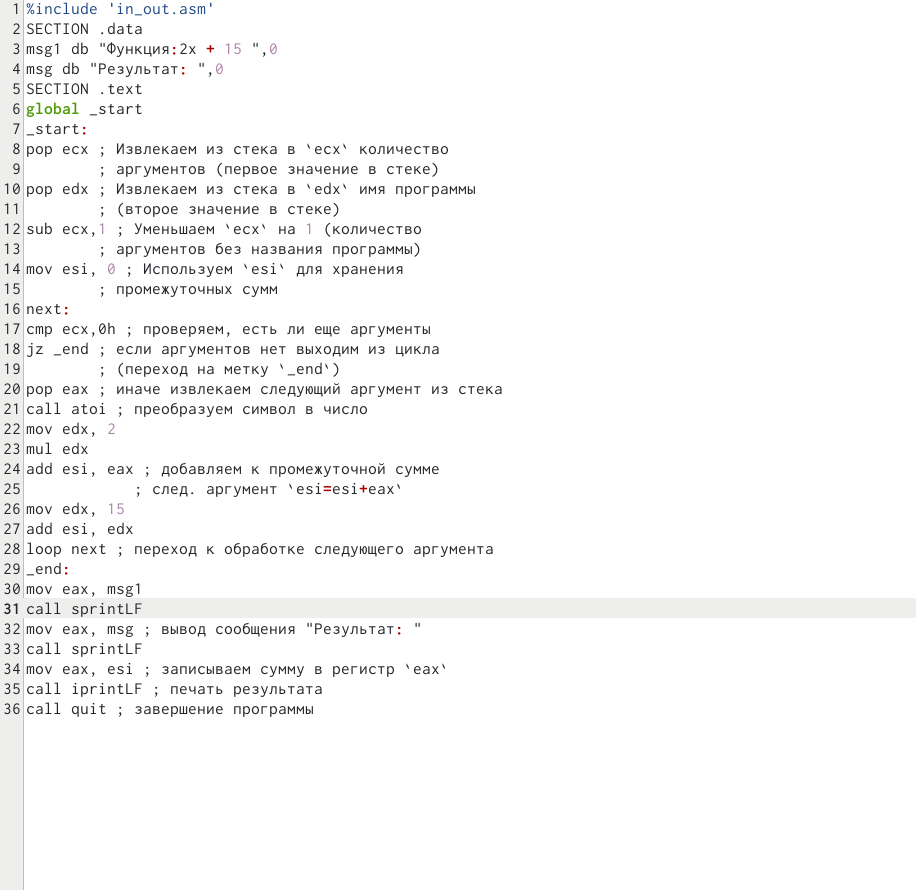 1 %include 'in_out.asm'
2 SECTION .data
3 msg1 db "Функция:2x + 15 ",0
4 msg db "Результат: ",0
5 SECTION .text
6 global _start
7 _start:
8 pop ecx ; Извлекаем из стека в `ecx` количество
9         ; аргументов (первое значение в стеке)
10 pop edx ; Извлекаем из стека в `edx` имя программы
11         ; (второе значение в стеке)
12 sub ecx,1 ; Уменьшаем `ecx` на 1 (количество
13         ; аргументов без названия программы)
14 mov esi, 0 ; Используем `esi` для хранения
15         ; промежуточных сумм
16 next:
17 cmp ecx,0h ; проверяем, есть ли еще аргументы
18 jz _end ; если аргументов нет выходим из цикла
19         ; (переход на метку `_end`)
20 pop eax ; иначе извлекаем следующий аргумент из стека
21 call atoi ; преобразуем символ в число
22 mov edx, 2
23 mul edx
24 add esi, eax ; добавляем к промежуточной сумме
25             ; след. аргумент `esi=esi+eax`
26 mov edx, 15
27 add esi, edx
28 loop next ; переход к обработке следующего аргумента
29 _end:
30 mov eax, msg1
31 call sprintLF
32 mov eax, msg ; вывод сообщения "Результат: "
33 call sprintLF
34 mov eax, esi ; записываем сумму в регистр `eax`
35 call iprintLF ; печать результата
36 call quit ; завершение программы